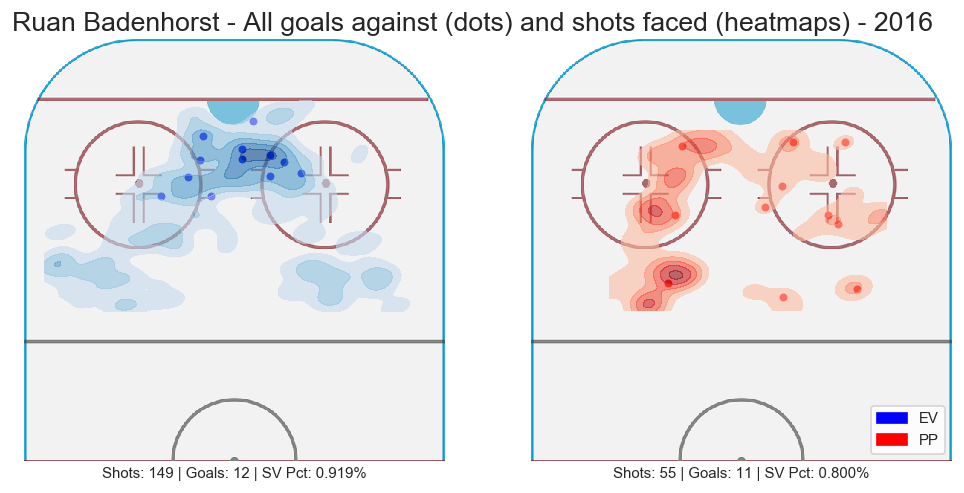 Ruan Badenhorst - All goals against (dots) and shots faced (heatmaps) - 2016
EV
PP
Shots: 149 | Goals: 12 | SV Pct: 0.919%
Shots: 55 | Goals: 11 | SV Pct: 0.800%